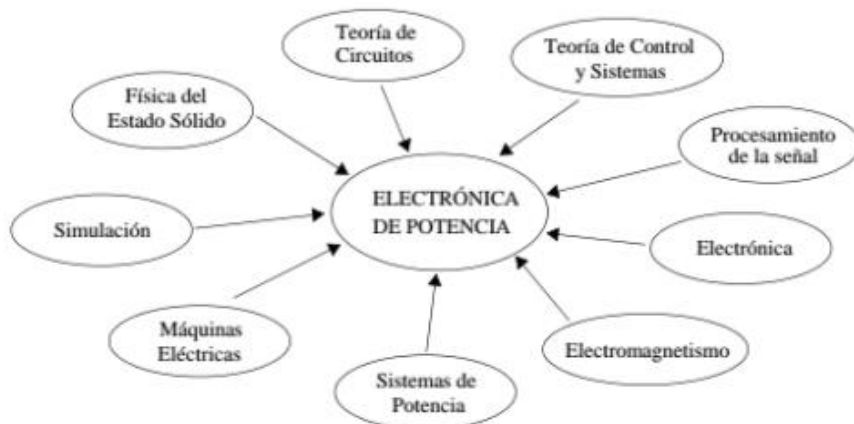 Teoría de
Circuitos
Teoría de Control
y Sistemas
Física del
Estado Sólido
Procesamiento
de la señal
ELECTRÓNICA
DE POTENCIA
Simulación
Electrónica
Máquinas
Eléctricas
Electromagnetismo
Sistemas de
Potencia